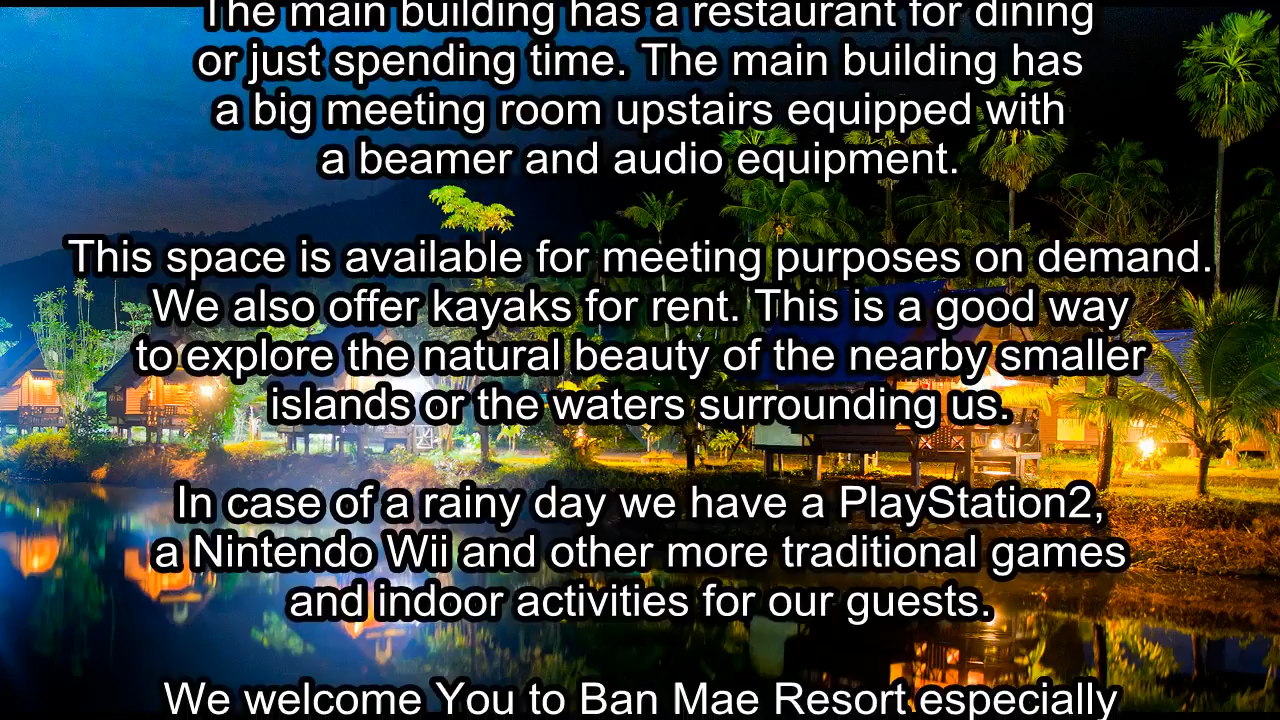 The main building has a restaurant for dining
or just spending time. The main building has
a big meeting room upstairs equipped with
a beamer and audio equipment.
This space is available for meeting purposes on demand.
We also offer kayaks for rent. This is a good way
to explore the natural beauty of the nearby smaller
islands or the waters surrounding us.
In case of a rainy day we have a PlayStation2,
a Nintendo Wii and other more traditional games
and indoor activities for our guests.
We welcome You to Ban Mae Resort especially